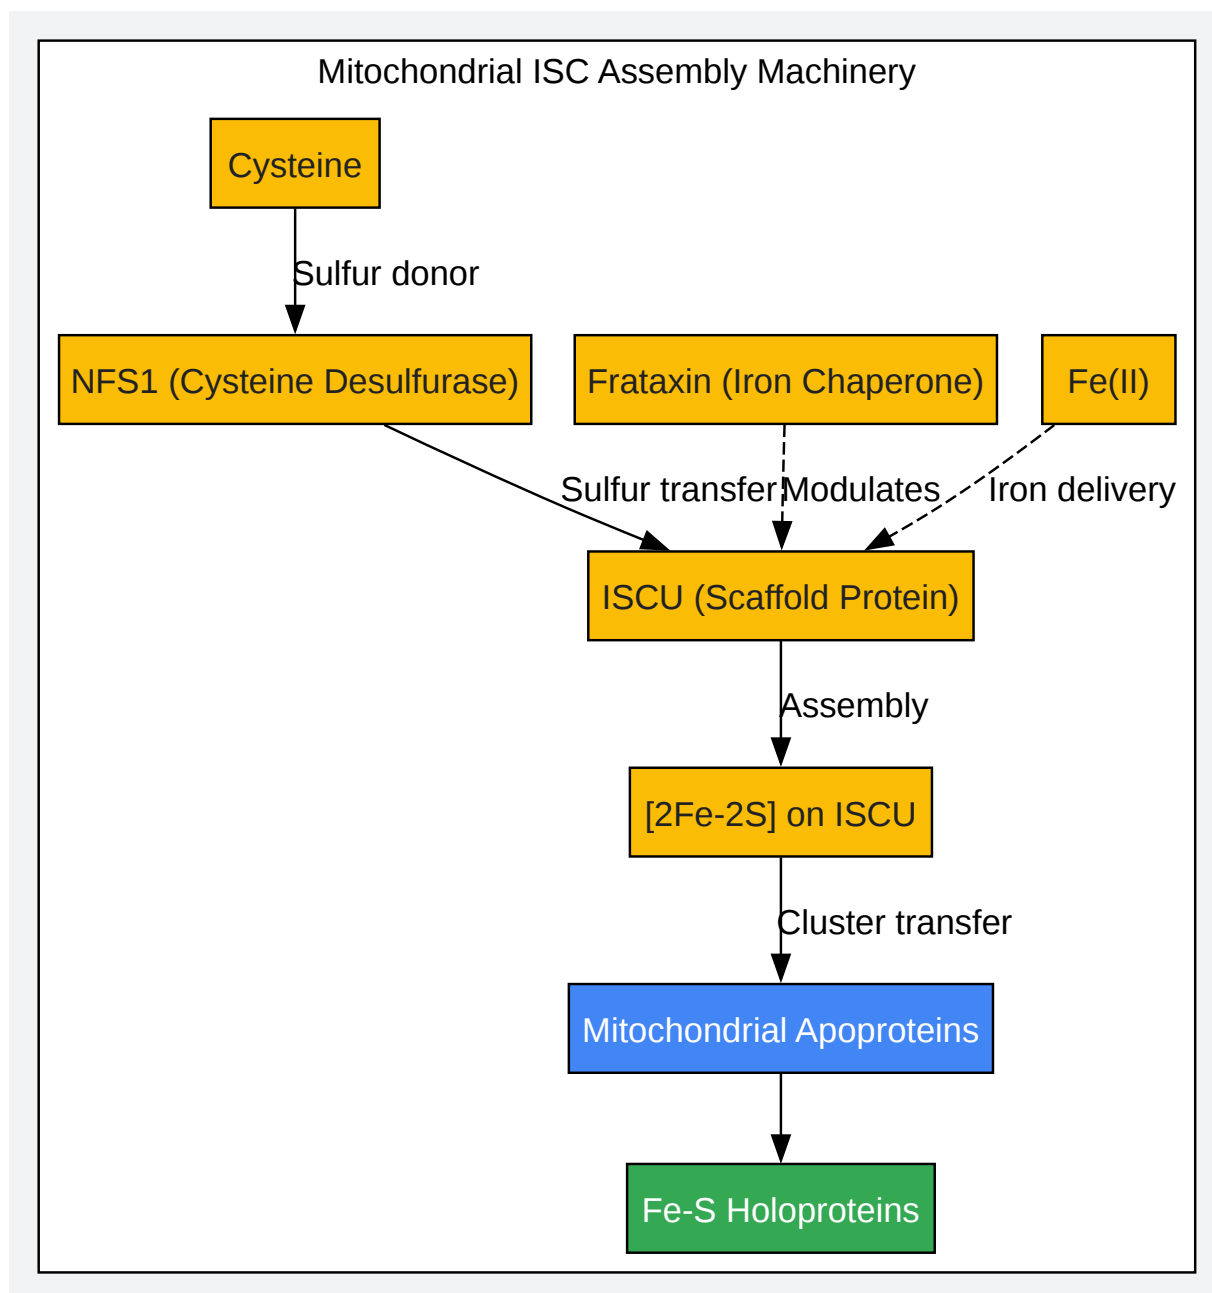 Mitochondrial ISC Assembly Machinery
Cysteine
Sulfur donor
NFS1 (Cysteine Desulfurase)
Frataxin (Iron Chaperone)
Fe(II)
Sulfur transfer
Modulates
Iron delivery
ISCU (Scaffold Protein)
Assembly
[2Fe-2S] on ISCU
Cluster transfer
Mitochondrial Apoproteins
Fe-S Holoproteins